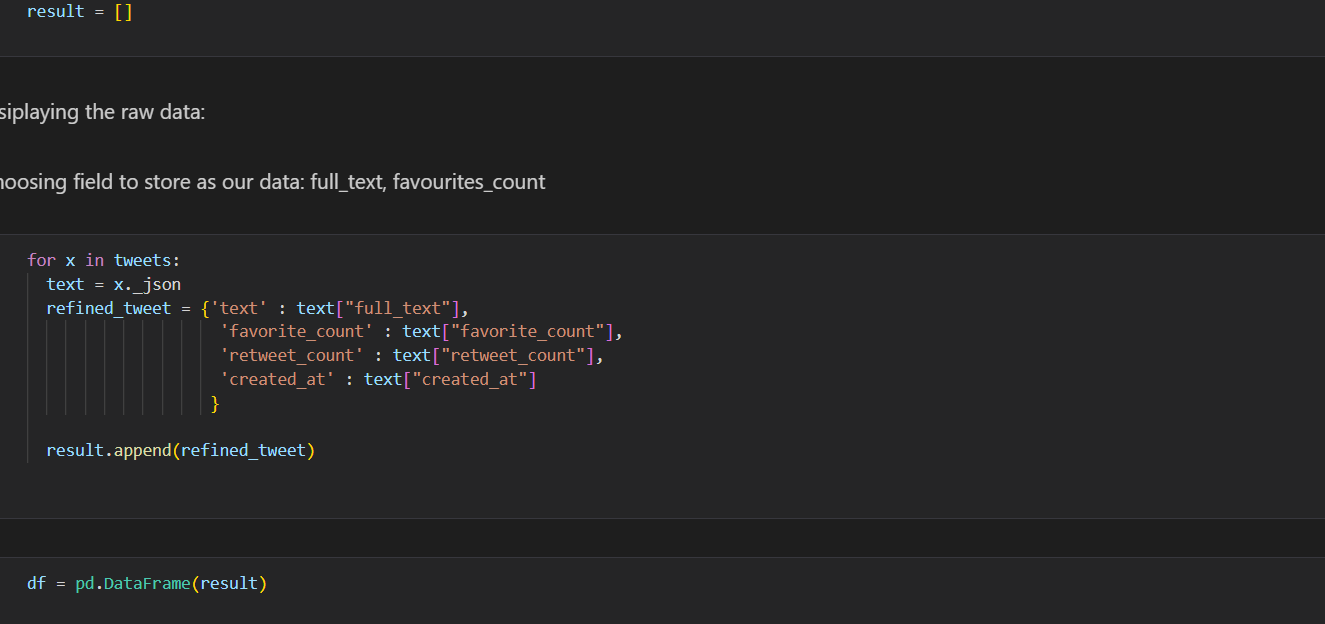 result = []
siplaying the raw data:
hoosing field to store as our data: full_text, favourites_count
for x in tweets:
text = x._json
refined_tweet = {'text' : text["full_text"],
'favorite_count' : text["favorite_count"],
'retweet_count' : text["retweet_count"],
'created_at' : text["created_at"]
}
result.append(refined_tweet)
df = pd.DataFrame(result)